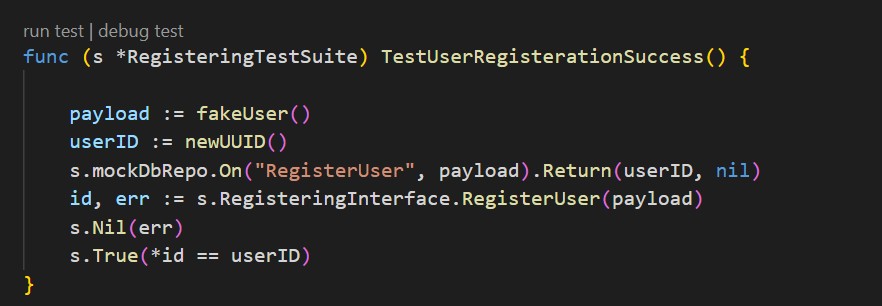 run test | debug test
func (s *RegisteringTestSuite) TestUserRegisterationSuccess() {
payload := fakeUser()
userID := newUUID()
s.mockDbRepo.On("RegisterUser", payload).Return(userID, nil)
id, err := s.RegisteringInterface.RegisterUser(payload)
s.Nil(err)
s.True(*id == userID)
}